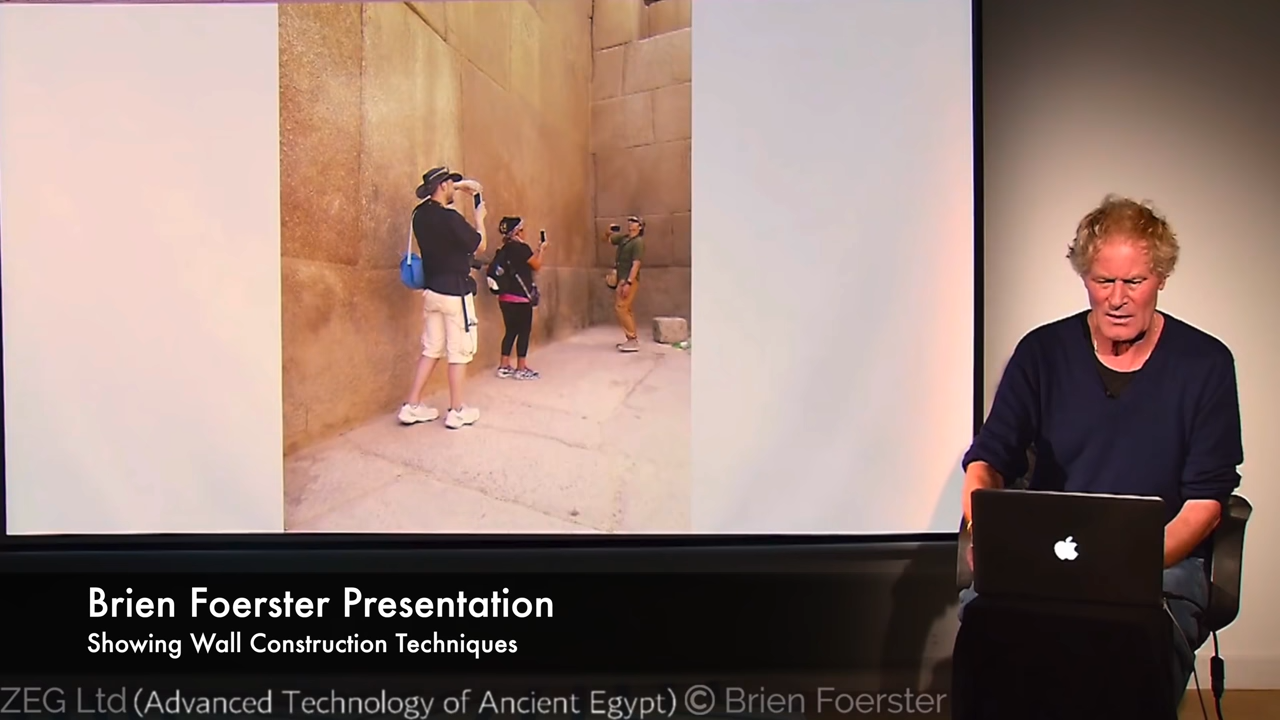 Brien Foerster Presentation
Showing Wall Construction Techniques
ZEG Ltd (Advanced Technology of Ancient Egypt) © Brien Foerster